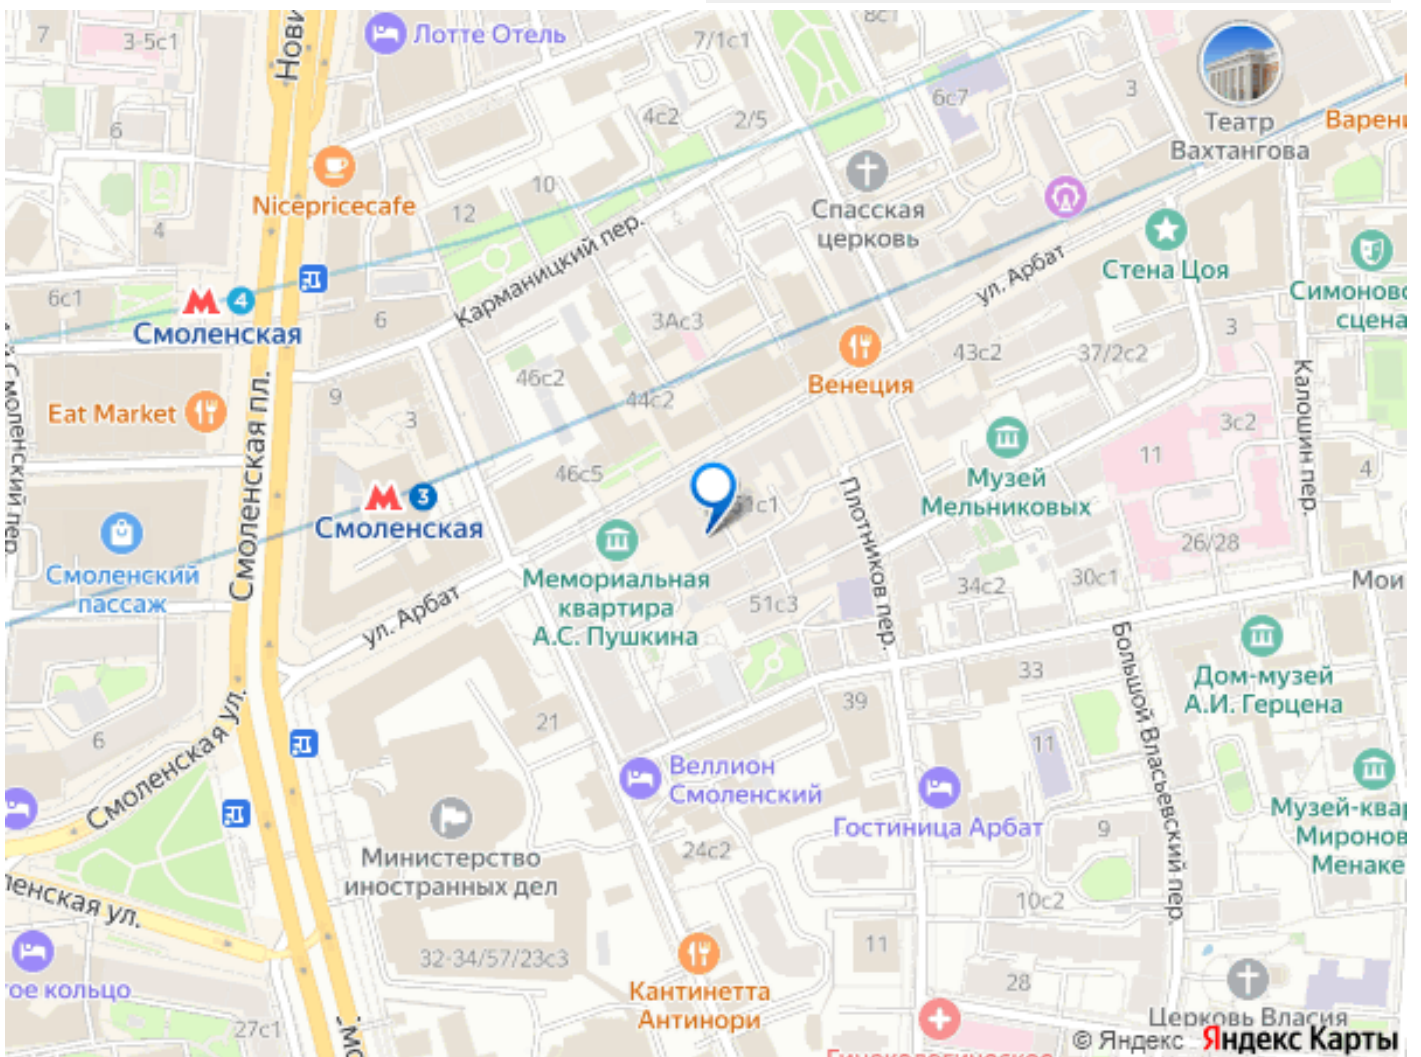 7
3-5с1
Нови
Лотте Отель
7/1с1
8с1
6
4с2
2/5
6с7
3
Театр
Вахтангова
Варени
Nicepricecafe
10
12
4
Спасская
церковь
Карманицкий пер.
ул. Арбат
Стена Цоя
Симоновс
сцена
6с1
4
Смоленская
6
3Ас3
3
46с2
43с2
37/2с2
Венеция
Калошин пер.
Eat Market
9
3
44с2
3с2
Смоленская пл.
й Смоленский пер.
46с5
11
4
Музей
Мельниковых
3
Смоленская
51с1
Плотников пер.
26/28
Смоленский
пассаж
Мемориальная
квартира
А.С. Пушкина
ул. Арбат
51с3
34с2
30с1
Мои
Большой Власьевский пер.
33
Дом-музей
А.И. Герцена
6
Смоленская ул.
21
39
11
Веллион
Смоленский
Гостиница Арбат
9
Музей-квар
Миронов
Менаке
Министерство
иностранных дел
24с2
ленская ул.
10с2
32-34/57/23с3
11
28
ое кольцо
Кантинетта
Антинори
27с1
Церковь Власия
© Яндекс
Яндекс Карты